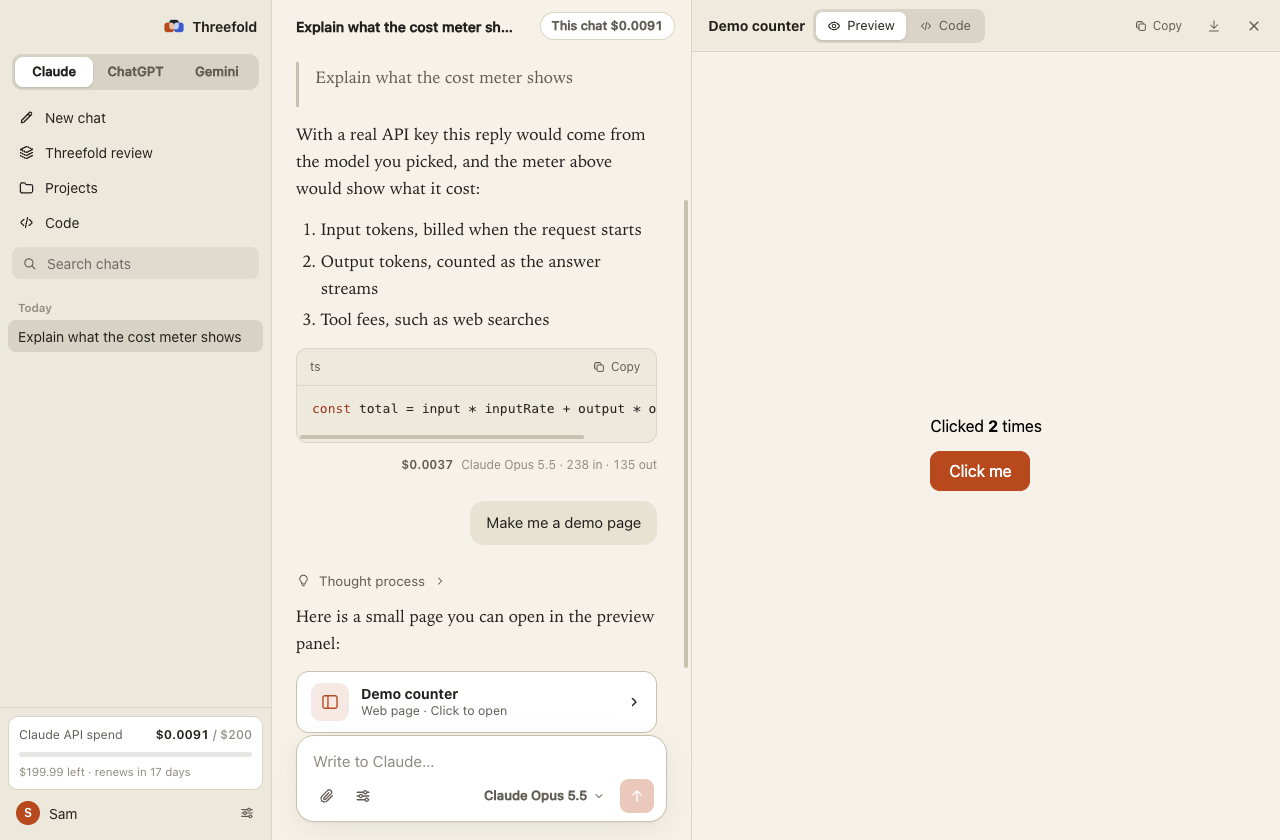 Threefold
Claude
ChatGPT
Gemini
New chat
Threefold review
Projects
Code
Search chats
Today
Explain what the cost meter shows
Claude API spend
$0.0091 / $200
$199.99 left · renews in 17 days
S
Sam
Explain what the cost meter sh...
This chat $0.0091
Explain what the cost meter shows
With a real API key this reply would come from
the model you picked, and the meter above
would show what it cost:
1. Input tokens, billed when the request starts
2. Output tokens, counted as the answer
streams
3. Tool fees, such as web searches
ts
Copy
const total = input * inputRate + output * o
$0.0037 Claude Opus 5.5 · 238 in · 135 out
Make me a demo page
Thought process
Here is a small page you can open in the preview
panel:
Demo counter
Web page · Click to open
Write to Claude…
Claude Opus 5.5
Demo counter
Preview
Code
Copy
Clicked 2 times
Click me